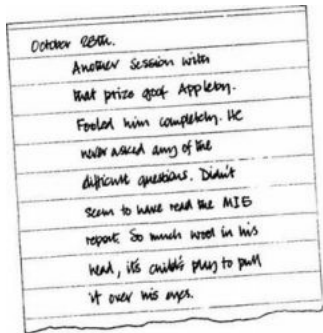 October 28th.
Another session with
that prize goof Appleby.
Fooled him completely. He
never asked any of the
difficult questions. Didn't
seem to have read the MI5
report. So much wool in his
head, it's child's play to pull
it over his eyes.